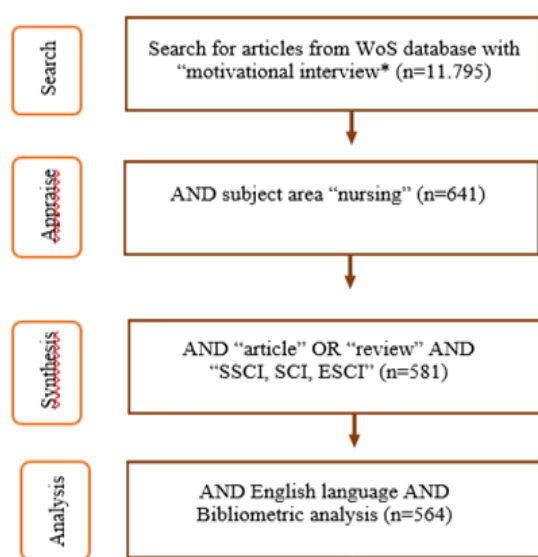 Search
Search for articles from WoS database with
“motivational interview* (n=11.795)
Appraise
AND subject area “nursing” (n=641)
Synthesis
AND “article” OR “review” AND
“SSCI, SCI, ESCI” (n=581)
Analysis
AND English language AND
Bibliometric analysis (n=564)